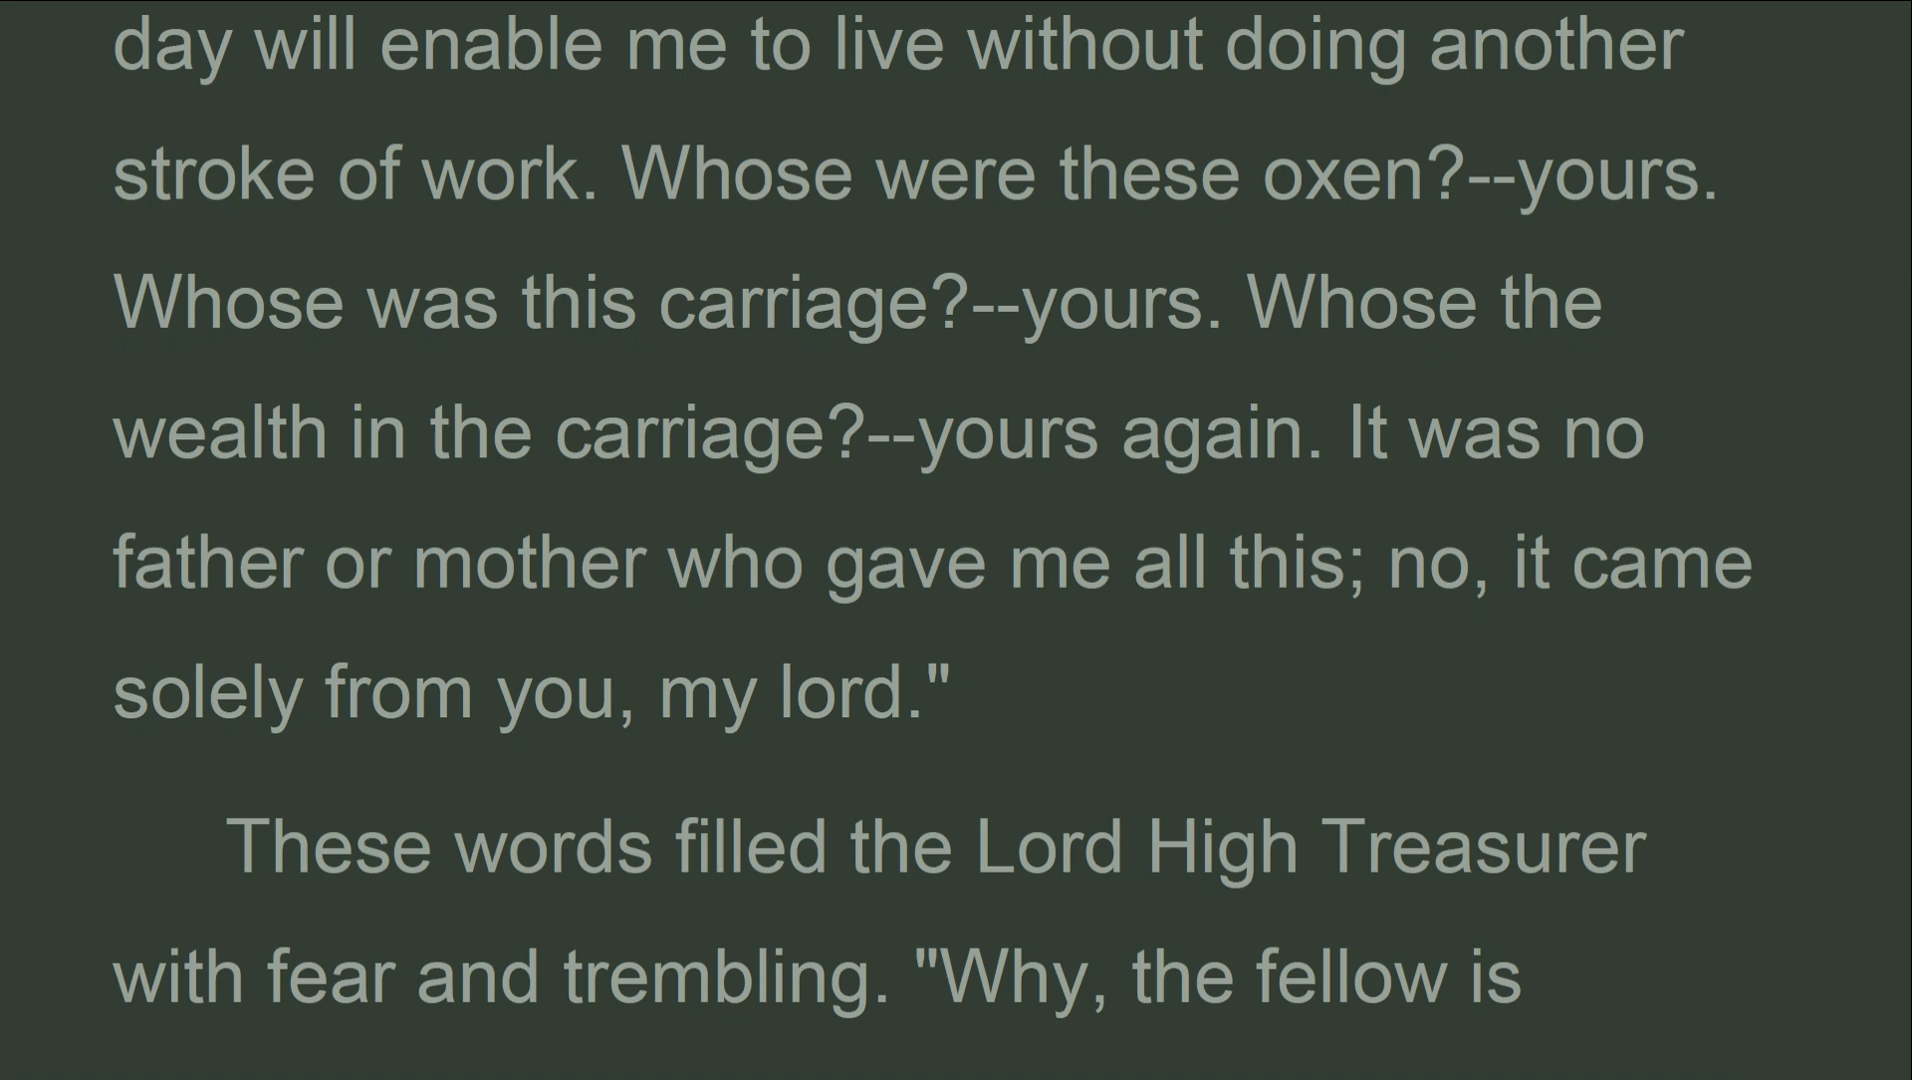 day will enable me to live without doing another
stroke of work. Whose were these oxen?--yours.
Whose was this carriage?--yours. Whose the
wealth in the carriage?--yours again. It was no
father or mother who gave me all this; no, it came
solely from you, my lord."
These words filled the Lord High Treasurer
with fear and trembling. "Why, the fellow is